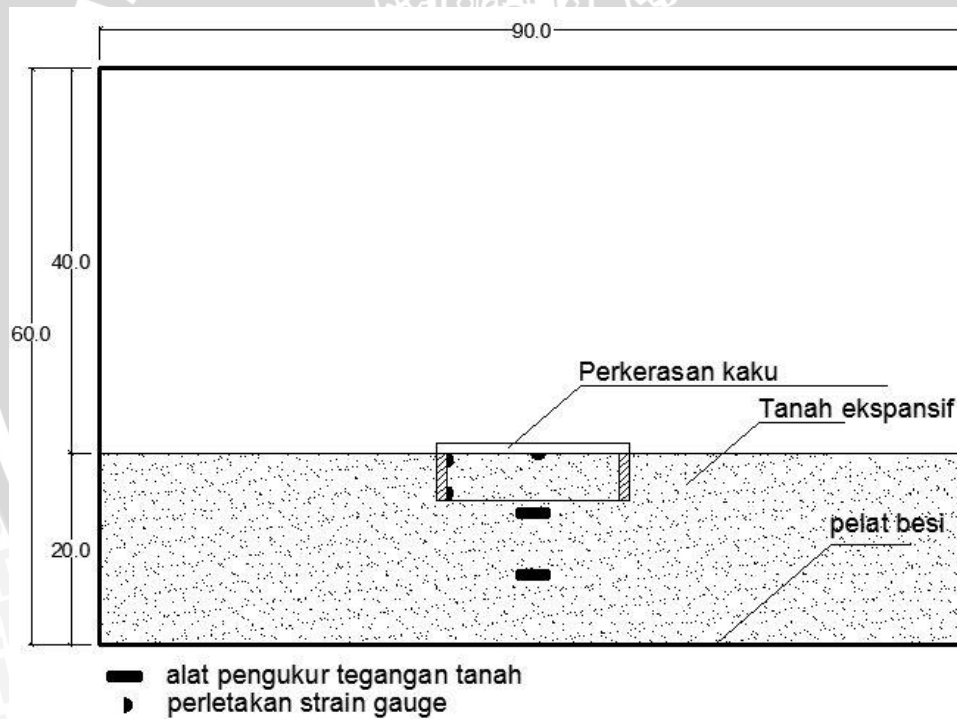 90.0
40.0
60.0
Perkerasan kaku
Tanah ekspansif
20.0
pelat besi
alat pengukur tegangan tanah
perletakan strain gauge